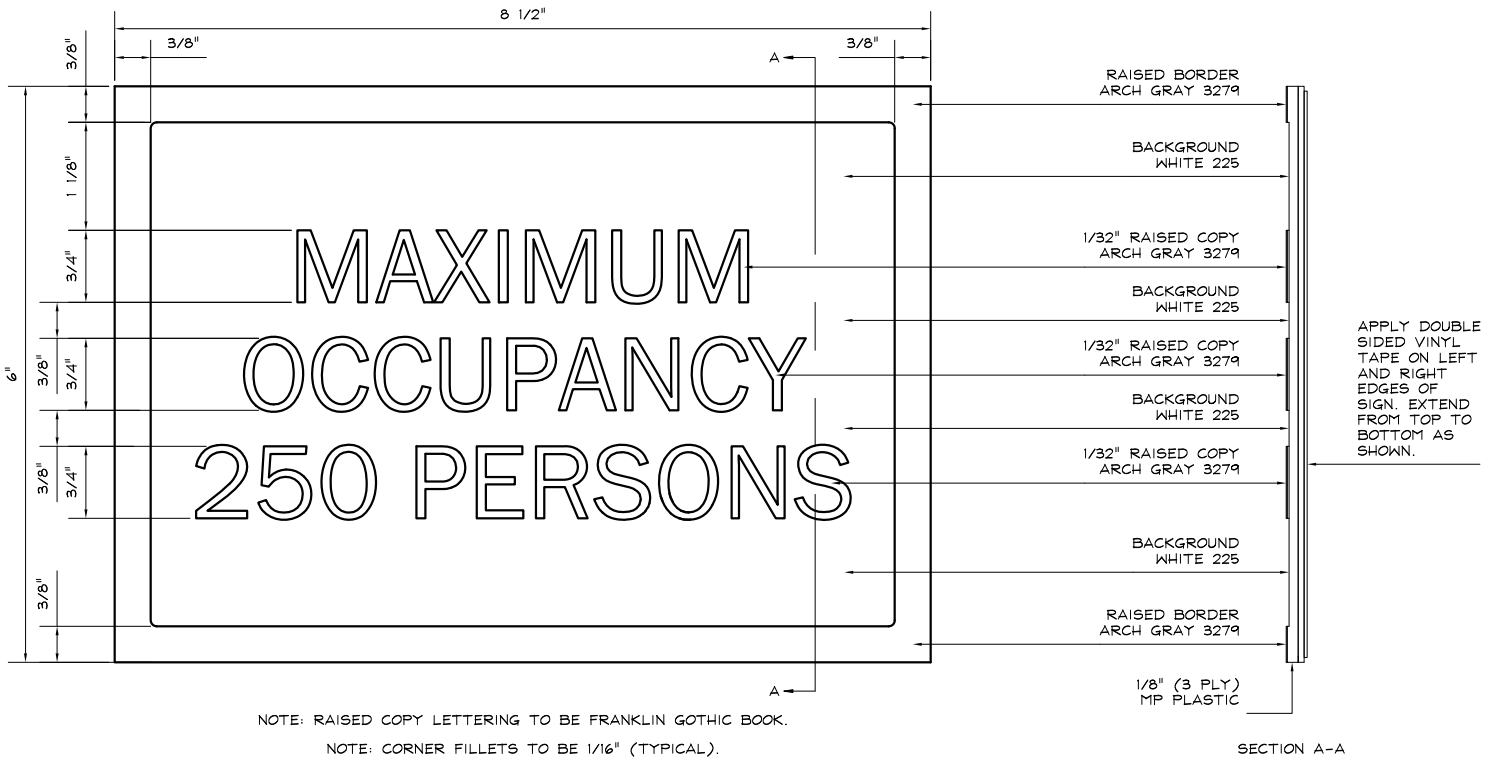 8 1/2"
3/8"
3/8"
3/8"
A
RAISED BORDER
ARCH GRAY 3279
BACKGROUND
WHITE 225
1 1/8"
MAXIMUM
3/4"
1/32" RAISED COPY
ARCH GRAY 3279
BACKGROUND
WHITE 225
6"
3/8"
3/4"
OCCUPANCY
1/32" RAISED COPY
ARCH GRAY 3279
BACKGROUND
WHITE 225
APPLY DOUBLE
SIDED VINYL
TAPE ON LEFT
AND RIGHT
EDGES OF
SIGN. EXTEND
FROM TOP TO
BOTTOM AS
SHOWN.
3/8"
3/4"
250 PERSONS
1/32" RAISED COPY
ARCH GRAY 3279
BACKGROUND
WHITE 225
3/8"
RAISED BORDER
ARCH GRAY 3279
A
1/8" (3 PLY)
MP PLASTIC
NOTE: RAISED COPY LETTERING TO BE FRANKLIN GOTHIC BOOK.
NOTE: CORNER FILLETS TO BE 1/16" (TYPICAL).
SECTION A-A